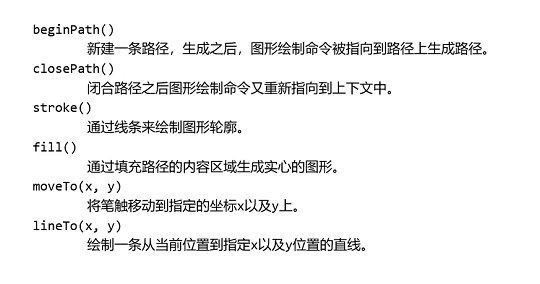 beginPath()
新建一条路径，生成之后，图形绘制命令被指向到路径上生成路径。
closePath()
闭合路径之后图形绘制命令又重新指向到上下文中。
stroke()
通过线条来绘制图形轮廓。
fill()
通过填充路径的内容区域生成实心的图形。
moveTo(x, y)
将笔触移动到指定的坐标x以及y上。
lineTo(x, y)
绘制一条从当前位置到指定x以及y位置的直线。